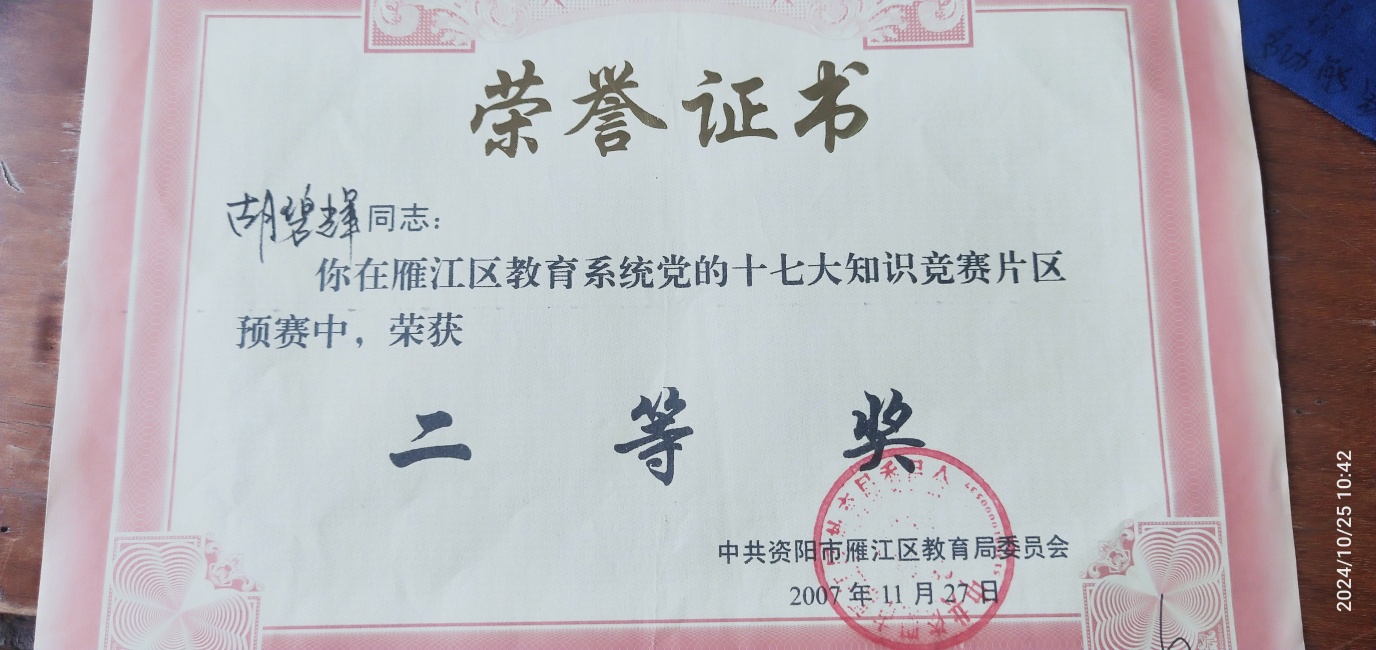 荣誉证书
胡碧辉同志：
你在雁江区教育系统党的十七大知识竞赛片区
预赛中，荣获
二等奖
中共资阳市雁江区教育局委员会
2007年11月27日
2024/10/25 10:42